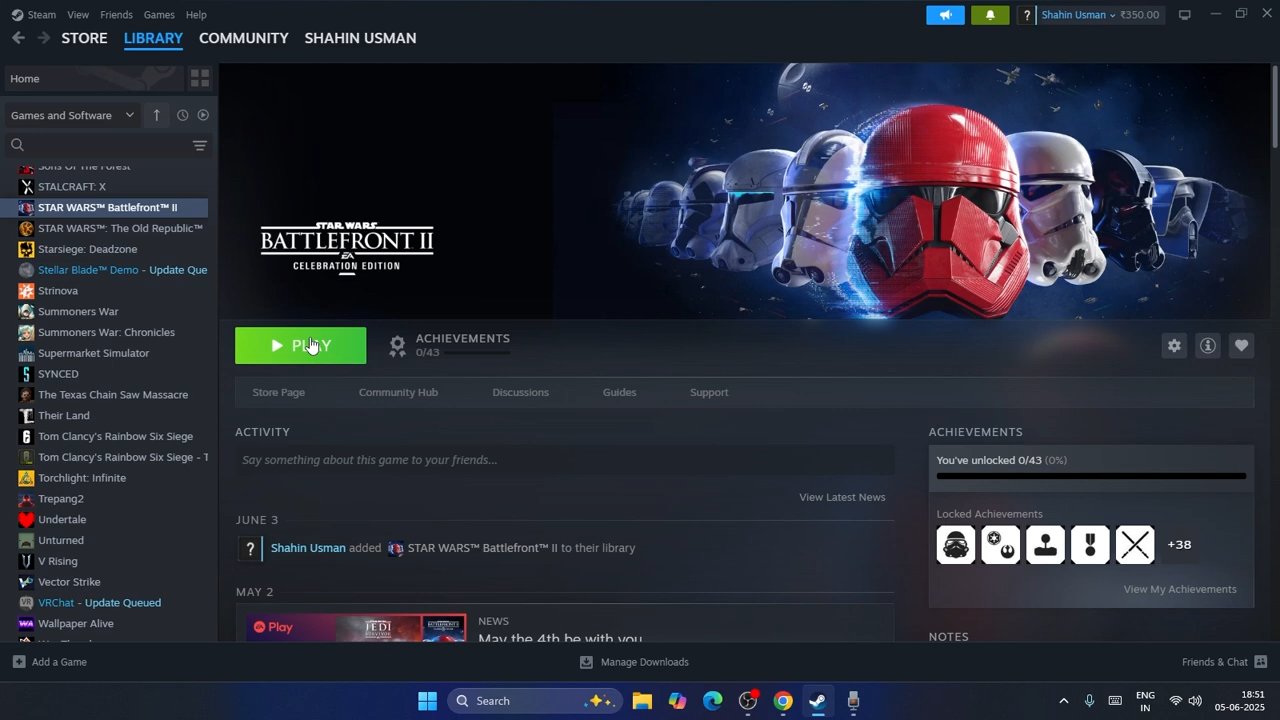 Steam View Friends Games Help
? Shahin Usman ₹350.00
STORE LIBRARY COMMUNITY SHAHIN USMAN
Home
Games and Software
Sons Of The Forest
STALCRAFT: X
STAR WARS™ Battlefront™ II
STAR WARS™: The Old Republic™
Starsiege: Deadzone
Stellar Blade™ Demo - Update Que
Strinova
Summoners War
Summoners War: Chronicles
Supermarket Simulator
SYNCED
The Texas Chain Saw Massacre
Their Land
Tom Clancy's Rainbow Six Siege
Tom Clancy's Rainbow Six Siege - T
Torchlight: Infinite
Trepang2
Undertale
Unturned
V Rising
Vector Strike
VRChat - Update Queued
Wallpaper Alive
STAR WARS
BATTLEFRONT II
EA
CELEBRATION EDITION
PLAY
ACHIEVEMENTS
0/43
Store Page Community Hub Discussions Guides Support
ACTIVITY
Say something about this game to your friends...
View Latest News
JUNE 3
? Shahin Usman added STAR WARS™ Battlefront™ II to their library
MAY 2
EA Play
JEDI
NEWS
May the 4th be with you
ACHIEVEMENTS
You've unlocked 0/43 (0%)
Locked Achievements
+38
View My Achievements
NOTES
Add a Game
Manage Downloads
Friends & Chat
Search
ENG
IN
18:51
05-06-2025